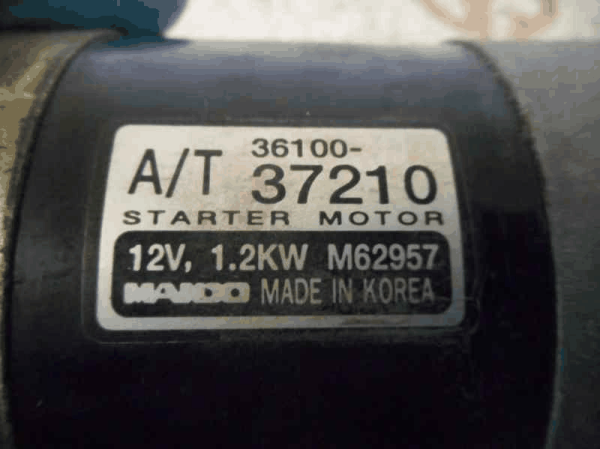 A/T 36100-
37210
STARTER MOTOR
12V, 1.2KW M62957
MANDO MADE IN KOREA